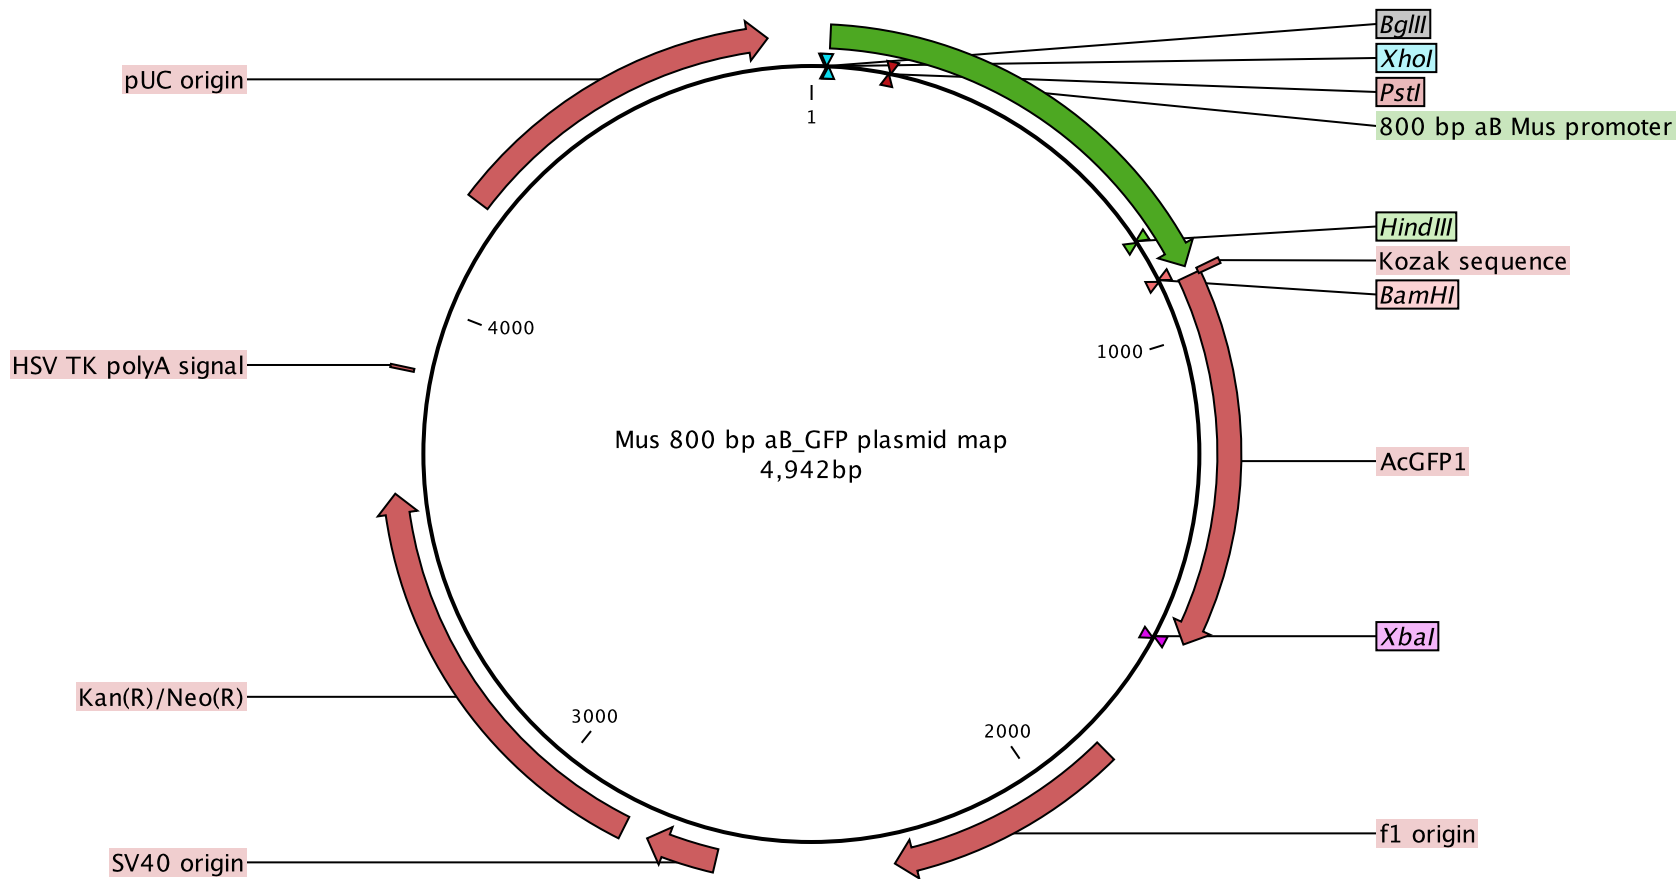 BglII
XhoI
pUC origin
PstI
1
800 bp aB Mus promoter
HindIII
Kozak sequence
BamHI
4000
1000
HSV TK polyA signal
Mus 800 bp aB_GFP plasmid map
4,942bp
AcGFP1
XbaI
Kan(R)/Neo(R)
3000
2000
f1 origin
SV40 origin